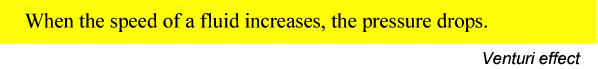 When the speed of a fluid increases, the pressure drops.
Venturi effect